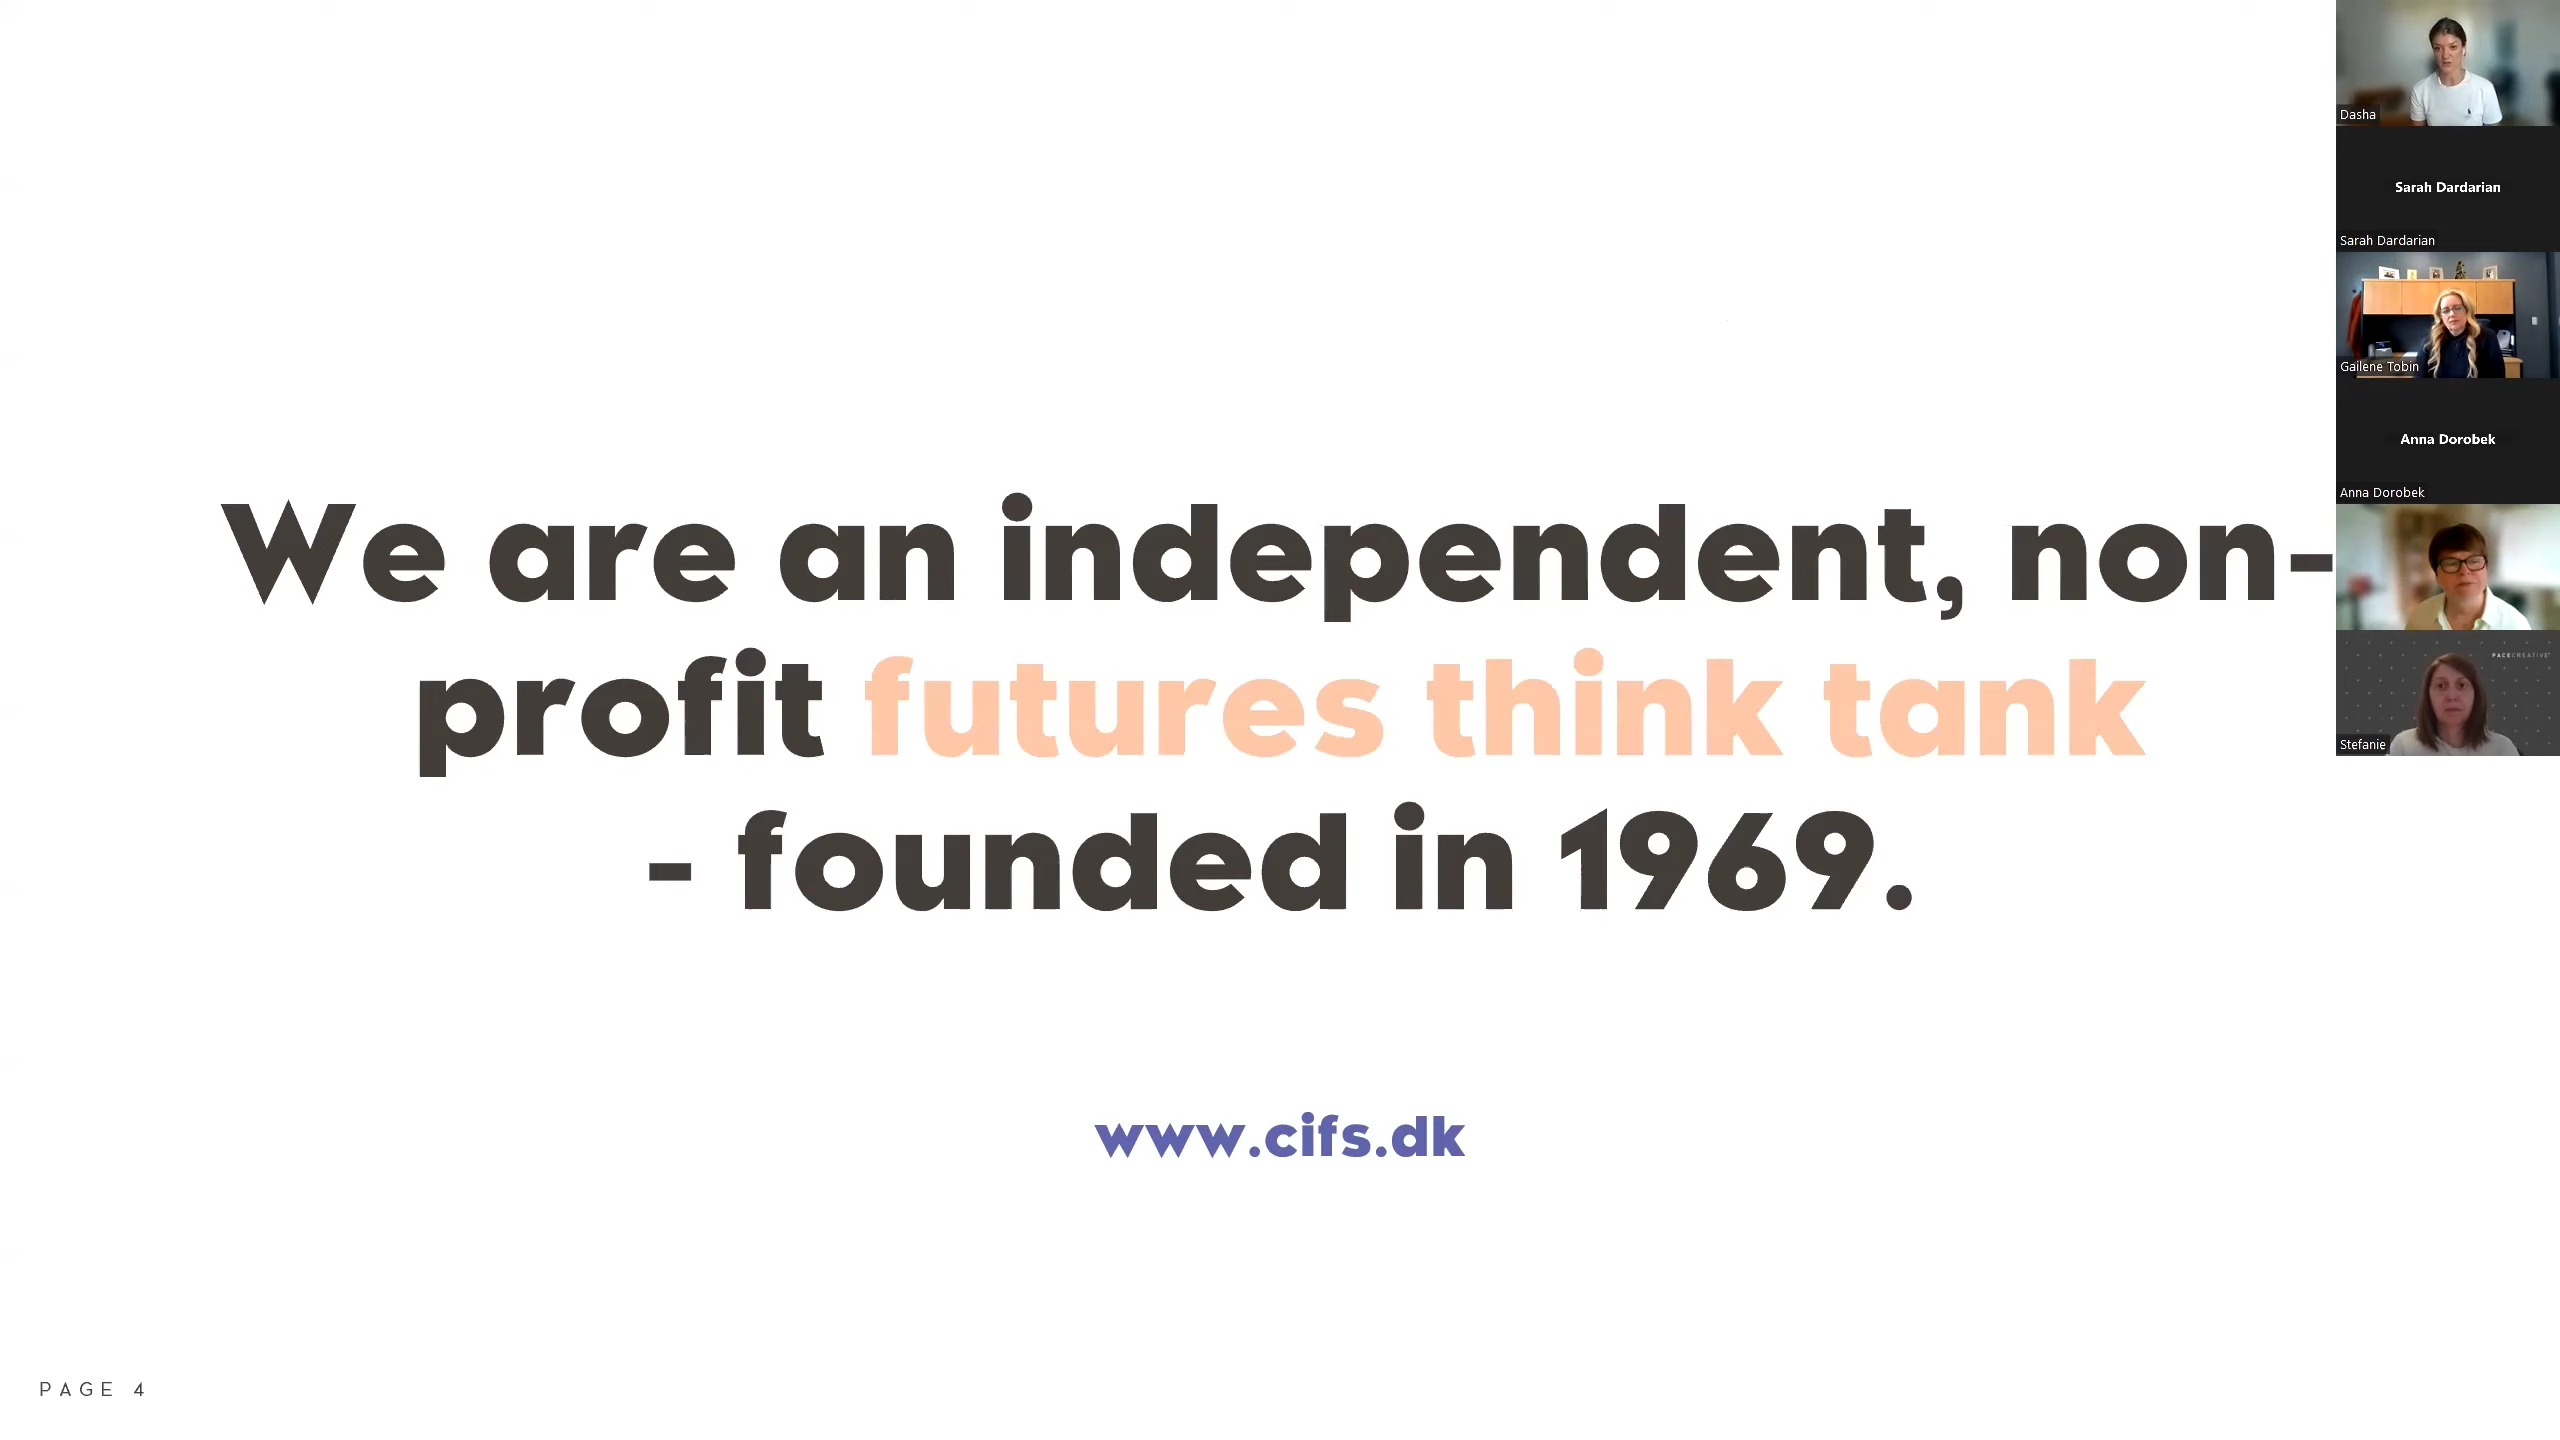 We are an independent, non-
profit futures think tank
- founded in 1969.
www.cifs.dk
PAGE 4
Dasha
Sarah Dardarian
Sarah Dardarian
Gailene Tobin
Anna Dorobek
Anna Dorobek
PACECREATIVE
Stefanie